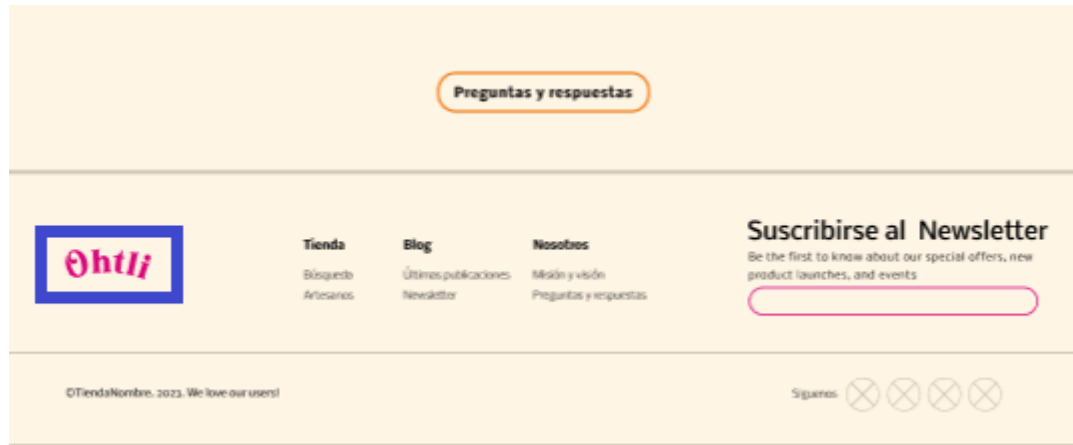 Preguntas y respuestas
Ohtli
Tienda
Búsqueda
Artesanos
Blog
Últimas publicaciones
Newsletter
Nosotros
Misión y visión
Preguntas y respuestas
Suscribirse al Newsletter
Be the first to know about our special offers, new
product launches, and events
©TiendaNombre. 2023. We love our users!
Síguenos